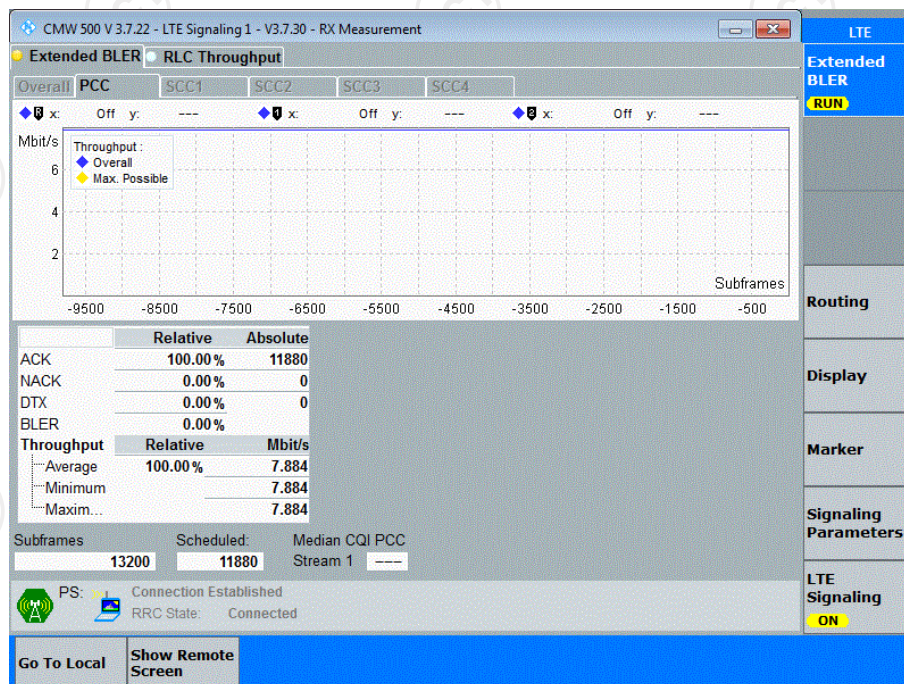 CMW 500 V 3.7.22 - LTE Signaling 1 - V3.7.30 - RX Measurement
LTE
Extended BLER RLC Throughput
Extended
BLER
RUN
Overall PCC SCC1 SCC2 SCC3 SCC4
R x: Off y: --- 1 x: Off y: --- 2 x: Off y: ---
Mbit/s
Throughput :
Overall
Max. Possible
6
4
2
Subframes
-9500 -8500 -7500 -6500 -5500 -4500 -3500 -2500 -1500 -500
Routing
Display
Marker
Signaling
Parameters
LTE
Signaling
ON
Relative Absolute
ACK 100.00 % 11880
NACK 0.00 % 0
DTX 0.00 % 0
BLER 0.00 %
Throughput Relative Mbit/s
Average 100.00 % 7.884
Minimum 7.884
Maxim... 7.884
Subframes Scheduled: Median CQI PCC
13200 11880 Stream 1 ---
PS: Connection Established
RRC State: Connected
Go To Local
Show Remote
Screen